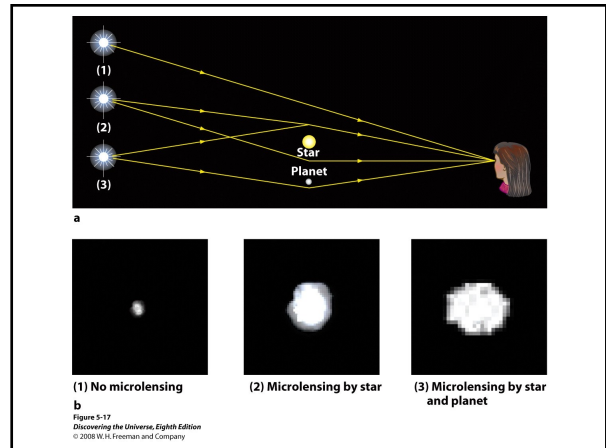 (1)
(2)
(3)
Star
Planet
a
(1) No microlensing
(2) Microlensing by star
(3) Microlensing by star
and planet
b
Figure 5-17
Discovering the Universe, Eighth Edition
© 2008 W. H. Freeman and Company